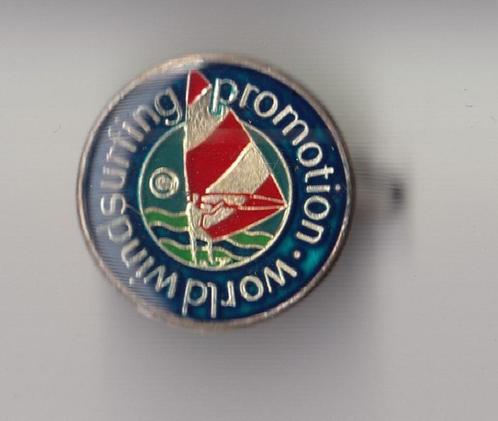 world windsurfing promotion ·